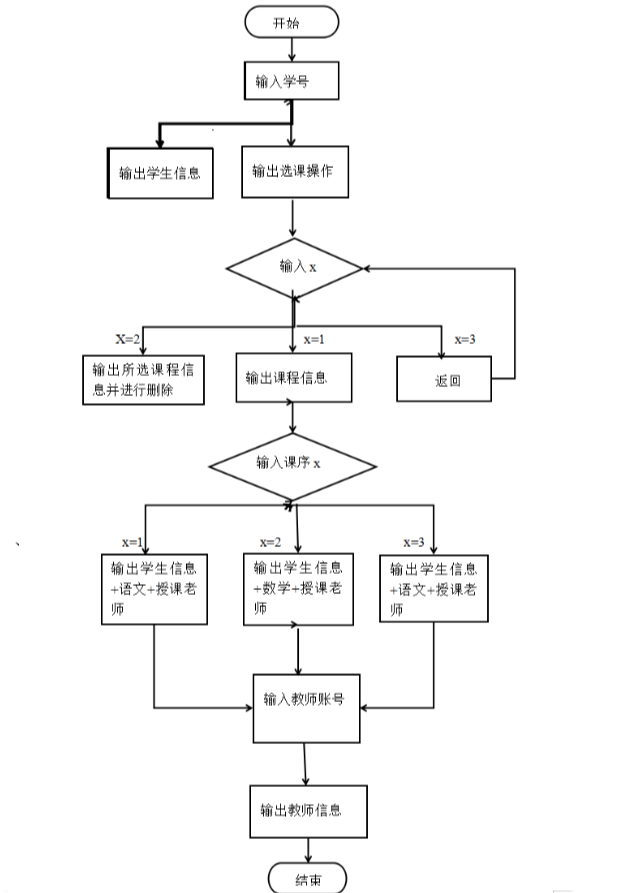 开始
输入学号
输出学生信息
输出选课操作
输入 x
X=2
x=1
x=3
输出所选课程信
息并进行删除
输出课程信息
返回
输入课序 x
、
x=1
x=2
x=3
输出学生信息
+语文+授课老
师
输出学生信息
+数学+授课老
师
输出学生信息
+语文+授课老
师
输入教师账号
输出教师信息
结束